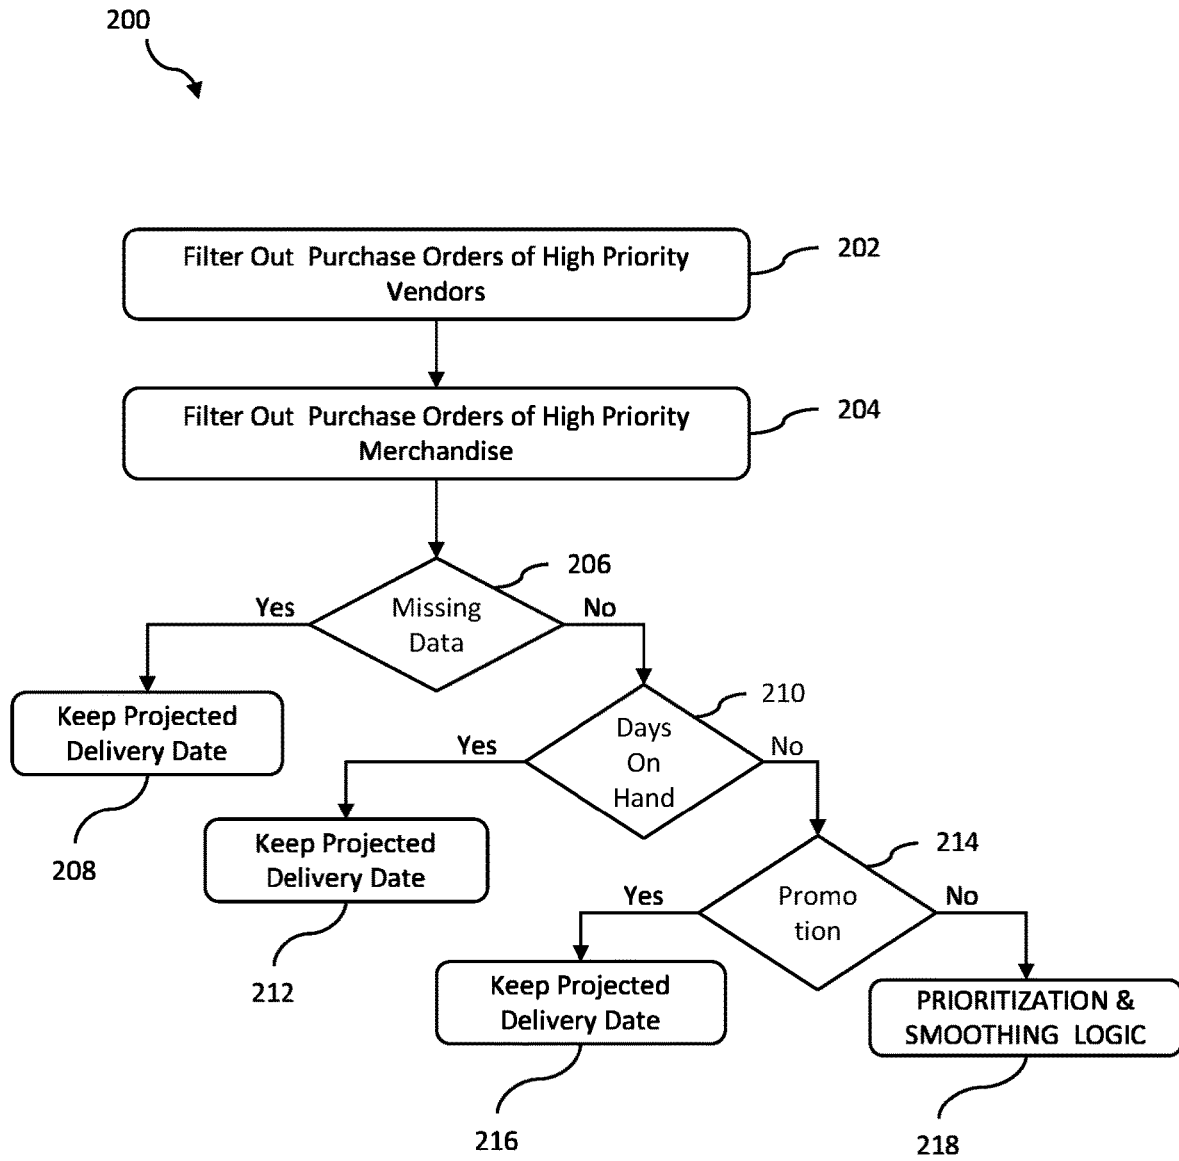 200
Filter Out Purchase Orders of High Priority
Vendors
202
Filter Out Purchase Orders of High Priority
Merchandise
204
206
Yes
Missing
Data
No
Keep Projected
Delivery Date
208
210
Yes
Days
On
Hand
No
Keep Projected
Delivery Date
212
214
Yes
Promo
tion
No
Keep Projected
Delivery Date
216
PRIORITIZATION &
SMOOTHING LOGIC
218